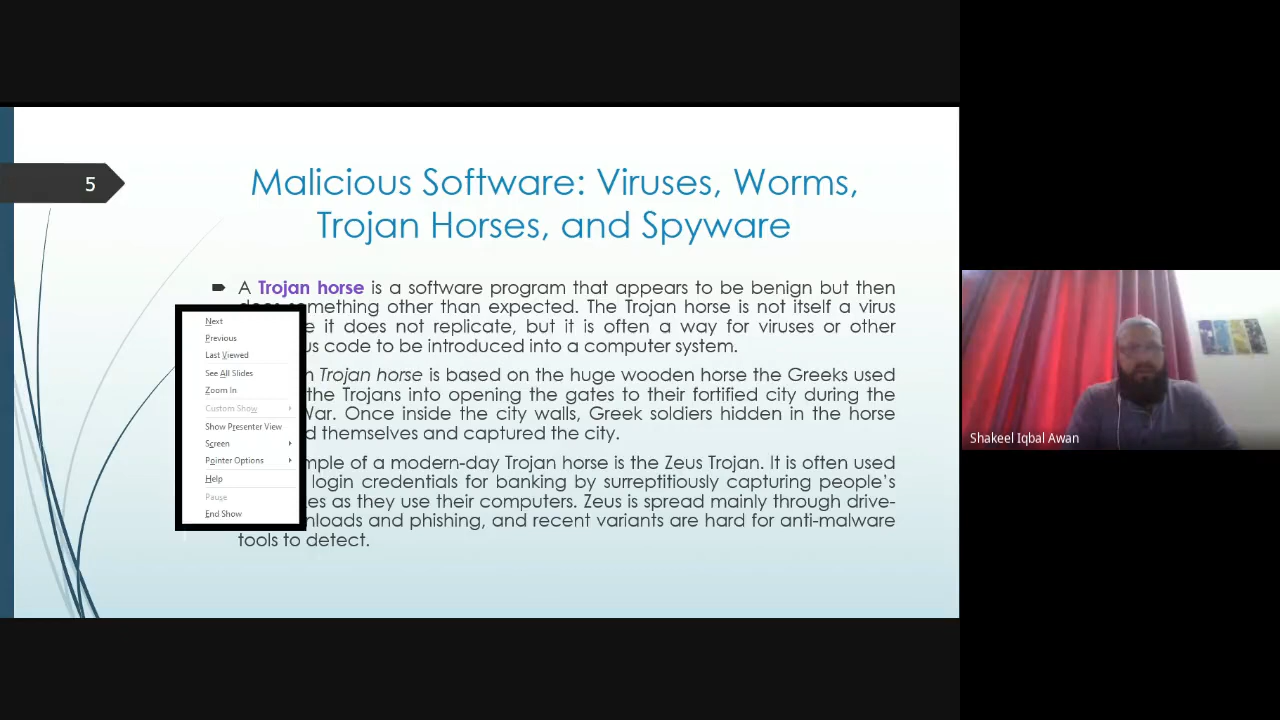 5
Malicious Software: Viruses, Worms,
Trojan Horses, and Spyware
A Trojan horse is a software program that appears to be benign but then
something other than expected. The Trojan horse is not itself a virus
it does not replicate, but it is often a way for viruses or other
code to be introduced into a computer system.
Trojan horse is based on the huge wooden horse the Greeks used
the Trojans into opening the gates to their fortified city during the
War. Once inside the city walls, Greek soldiers hidden in the horse
themselves and captured the city.
of a modern-day Trojan horse is the Zeus Trojan. It is often used
login credentials for banking by surreptitiously capturing people's
as they use their computers. Zeus is spread mainly through drive-
and phishing, and recent variants are hard for anti-malware
tools to detect.
Next
Previous
Last Viewed
See All Slides
Zoom In
Custom Show
Show Presenter View
Screen
Pointer Options
Help
Pause
End Show
Shakeel Iqbal Awan